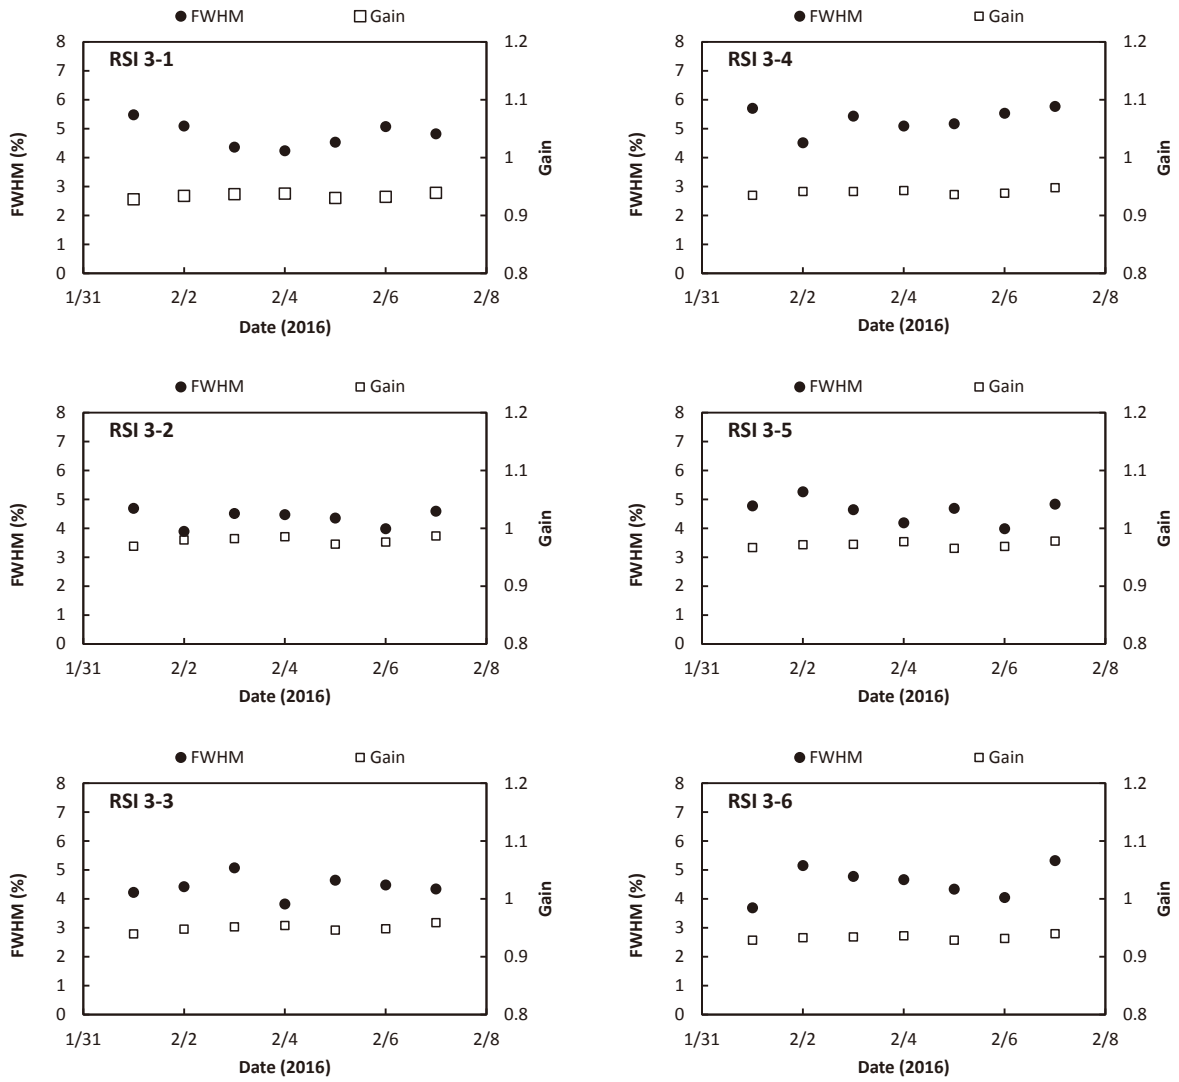 FWHM Gain
RSI 3-1
8
7
6
5
4
3
2
1
0
FWHM (%)
1.2
1.1
1
0.9
0.8
Gain
1/31 2/2 2/4 2/6 2/8
Date (2016)
FWHM Gain
RSI 3-4
8
7
6
5
4
3
2
1
0
FWHM (%)
1.2
1.1
1
0.9
0.8
Gain
1/31 2/2 2/4 2/6 2/8
Date (2016)
FWHM Gain
RSI 3-2
8
7
6
5
4
3
2
1
0
FWHM (%)
1.2
1.1
1
0.9
0.8
Gain
1/31 2/2 2/4 2/6 2/8
Date (2016)
FWHM Gain
RSI 3-5
8
7
6
5
4
3
2
1
0
FWHM (%)
1.2
1.1
1
0.9
0.8
Gain
1/31 2/2 2/4 2/6 2/8
Date (2016)
FWHM Gain
RSI 3-3
8
7
6
5
4
3
2
1
0
FWHM (%)
1.2
1.1
1
0.9
0.8
Gain
1/31 2/2 2/4 2/6 2/8
Date (2016)
FWHM Gain
RSI 3-6
8
7
6
5
4
3
2
1
0
FWHM (%)
1.2
1.1
1
0.9
0.8
Gain
1/31 2/2 2/4 2/6 2/8
Date (2016)